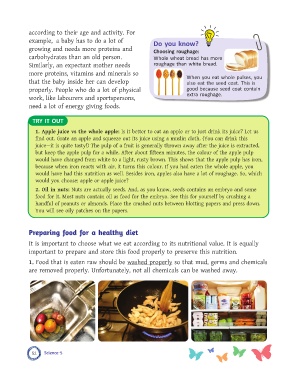 according to their age and activity. For
example, a baby has to do a lot of
growing and needs more proteins and
carbohydrates than an old person.
Similarly, an expectant mother needs
more proteins, vitamins and minerals so
that the baby inside her can develop
properly. People who do a lot of physical
work, like labourers and sportspersons,
need a lot of energy giving foods.
Do you know?
Choosing roughage:
Whole wheat bread has more
roughage than white bread.
When you eat whole pulses, you
also eat the seed coat. This is
good because seed coat contain
extra roughage.
TRY IT OUT
1. Apple juice vs the whole apple: Is it better to eat an apple or to just drink its juice? Let us
find out. Grate an apple and squeeze out its juice using a muslin cloth. (You can drink this
juice—it is quite tasty!) The pulp of a fruit is generally thrown away after the juice is extracted.
But keep the apple pulp for a while. After about fifteen minutes, the colour of the apple pulp
would have changed from white to a light, rusty brown. This shows that the apple pulp has iron,
because when iron reacts with air, it turns this colour. If you had eaten the whole apple, you
would have had this nutrition as well. Besides iron, apples also have a lot of roughage. So, which
would you choose: apple or apple juice?
2. Oil in nuts: Nuts are actually seeds. And, as you know, seeds contain an embryo and some
food for it. Most nuts contain oil as food for the embryo. See this for yourself by crushing a
handful of peanuts or almonds. Place the crushed nuts between blotting papers and press down.
You will see oily patches on the papers.
Preparing food for a healthy diet
It is important to choose what we eat according to its nutritional value. It is equally
important to prepare and store this food properly to preserve this nutrition.
1. Food that is eaten raw should be washed properly so that mud, germs and chemicals
are removed properly. Unfortunately, not all chemicals can be washed away.
52 Science-5